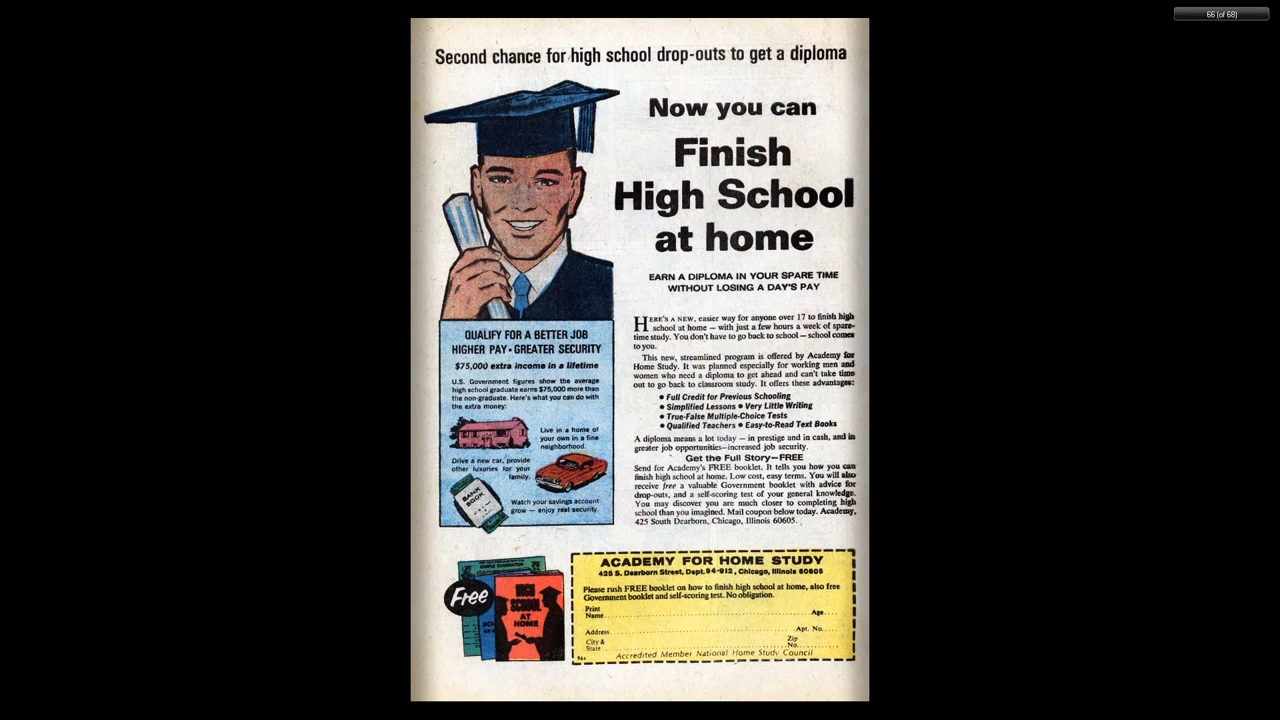 66 (of 68)
Second chance for high school drop-outs to get a diploma
Now you can
Finish
High School
at home
EARN A DIPLOMA IN YOUR SPARE TIME
WITHOUT LOSING A DAY'S PAY
QUALIFY FOR A BETTER JOB
HIGHER PAY • GREATER SECURITY
$75,000 extra income in a lifetime
U.S. Government figures show the average
high school graduate earns $75,000 more than
the non-graduate. Here's what you can do with
the extra money:
Live in a home of
your own in a fine
neighborhood.
Drive a new car, provide
other luxuries for your
family.
BANK
BOOK
Watch your savings account
grow — enjoy real security.
HERE'S A NEW, easier way for anyone over 17 to finish high
school at home — with just a few hours a week of spare-
time study. You don't have to go back to school — school comes
to you.
This new, streamlined program is offered by Academy for
Home Study. It was planned especially for working men and
women who need a diploma to get ahead and can't take time
out to go back to classroom study. It offers these advantages:
• Full Credit for Previous Schooling
• Simplified Lessons • Very Little Writing
• True-False Multiple-Choice Tests
• Qualified Teachers • Easy-to-Read Text Books
A diploma means a lot today — in prestige and in cash, and in
greater job opportunities—increased job security.
Get the Full Story—FREE
Send for Academy's FREE booklet. It tells you how you can
finish high school at home. Low cost, easy terms. You will also
receive free a valuable Government booklet with advice for
drop-outs, and a self-scoring test of your general knowledge.
You may discover you are much closer to completing high
school than you imagined. Mail coupon below today. Academy,
425 South Dearborn, Chicago, Illinois 60605.
Free
SAMPLE EXAMINATION
HIGH
SCHOOL
AT
HOME
ACADEMY FOR HOME STUDY
425 S. Dearborn Street, Dept. 94-912, Chicago, Illinois 60605
Please rush FREE booklet on how to finish high school at home, also free
Government booklet and self-scoring test. No obligation.
Print
Name Age
Address Apt. No.
City & Zip
State No.
Accredited Member National Home Study Council